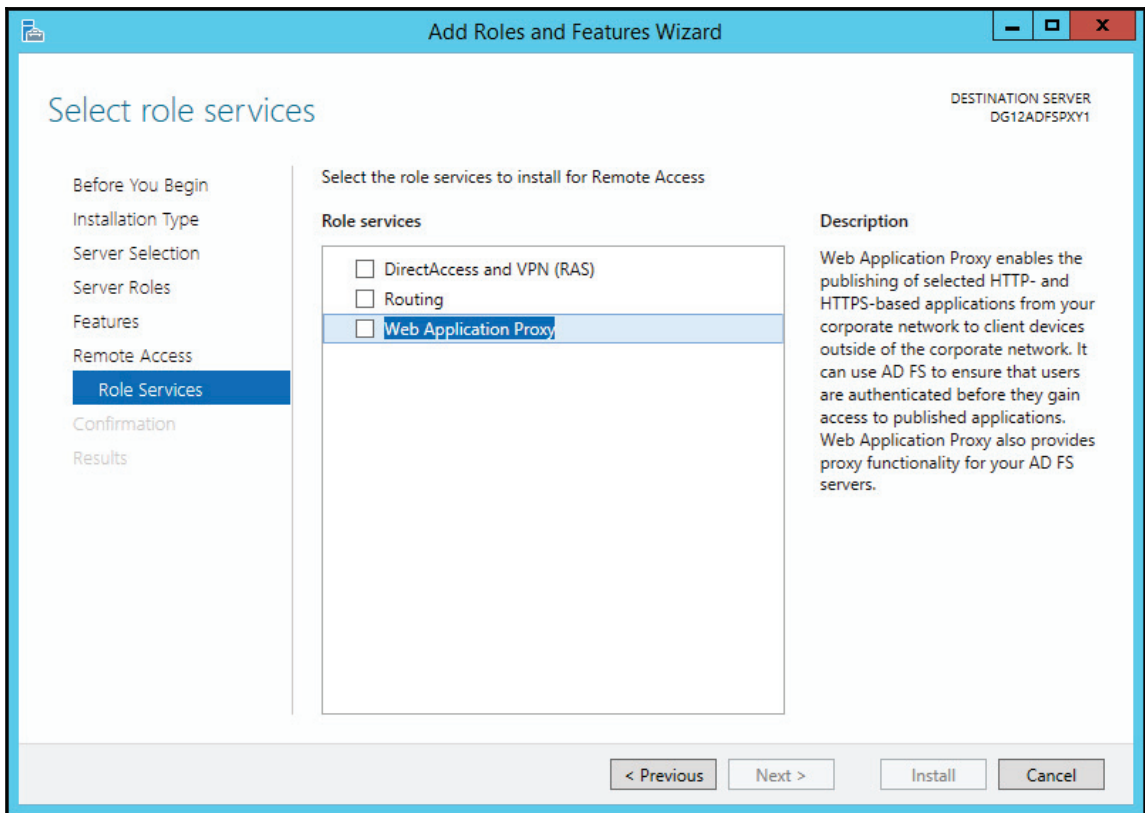 Add Roles and Features Wizard
Select role services
DESTINATION SERVER
DG12ADFSPXY1
Before You Begin
Installation Type
Server Selection
Server Roles
Features
Remote Access
Role Services
Confirmation
Results
Select the role services to install for Remote Access
Role services
DirectAccess and VPN (RAS)
Routing
Web Application Proxy
Description
Web Application Proxy enables the
publishing of selected HTTP- and
HTTPS-based applications from your
corporate network to client devices
outside of the corporate network. It
can use AD FS to ensure that users
are authenticated before they gain
access to published applications.
Web Application Proxy also provides
proxy functionality for your AD FS
servers.
< Previous
Next >
Install
Cancel